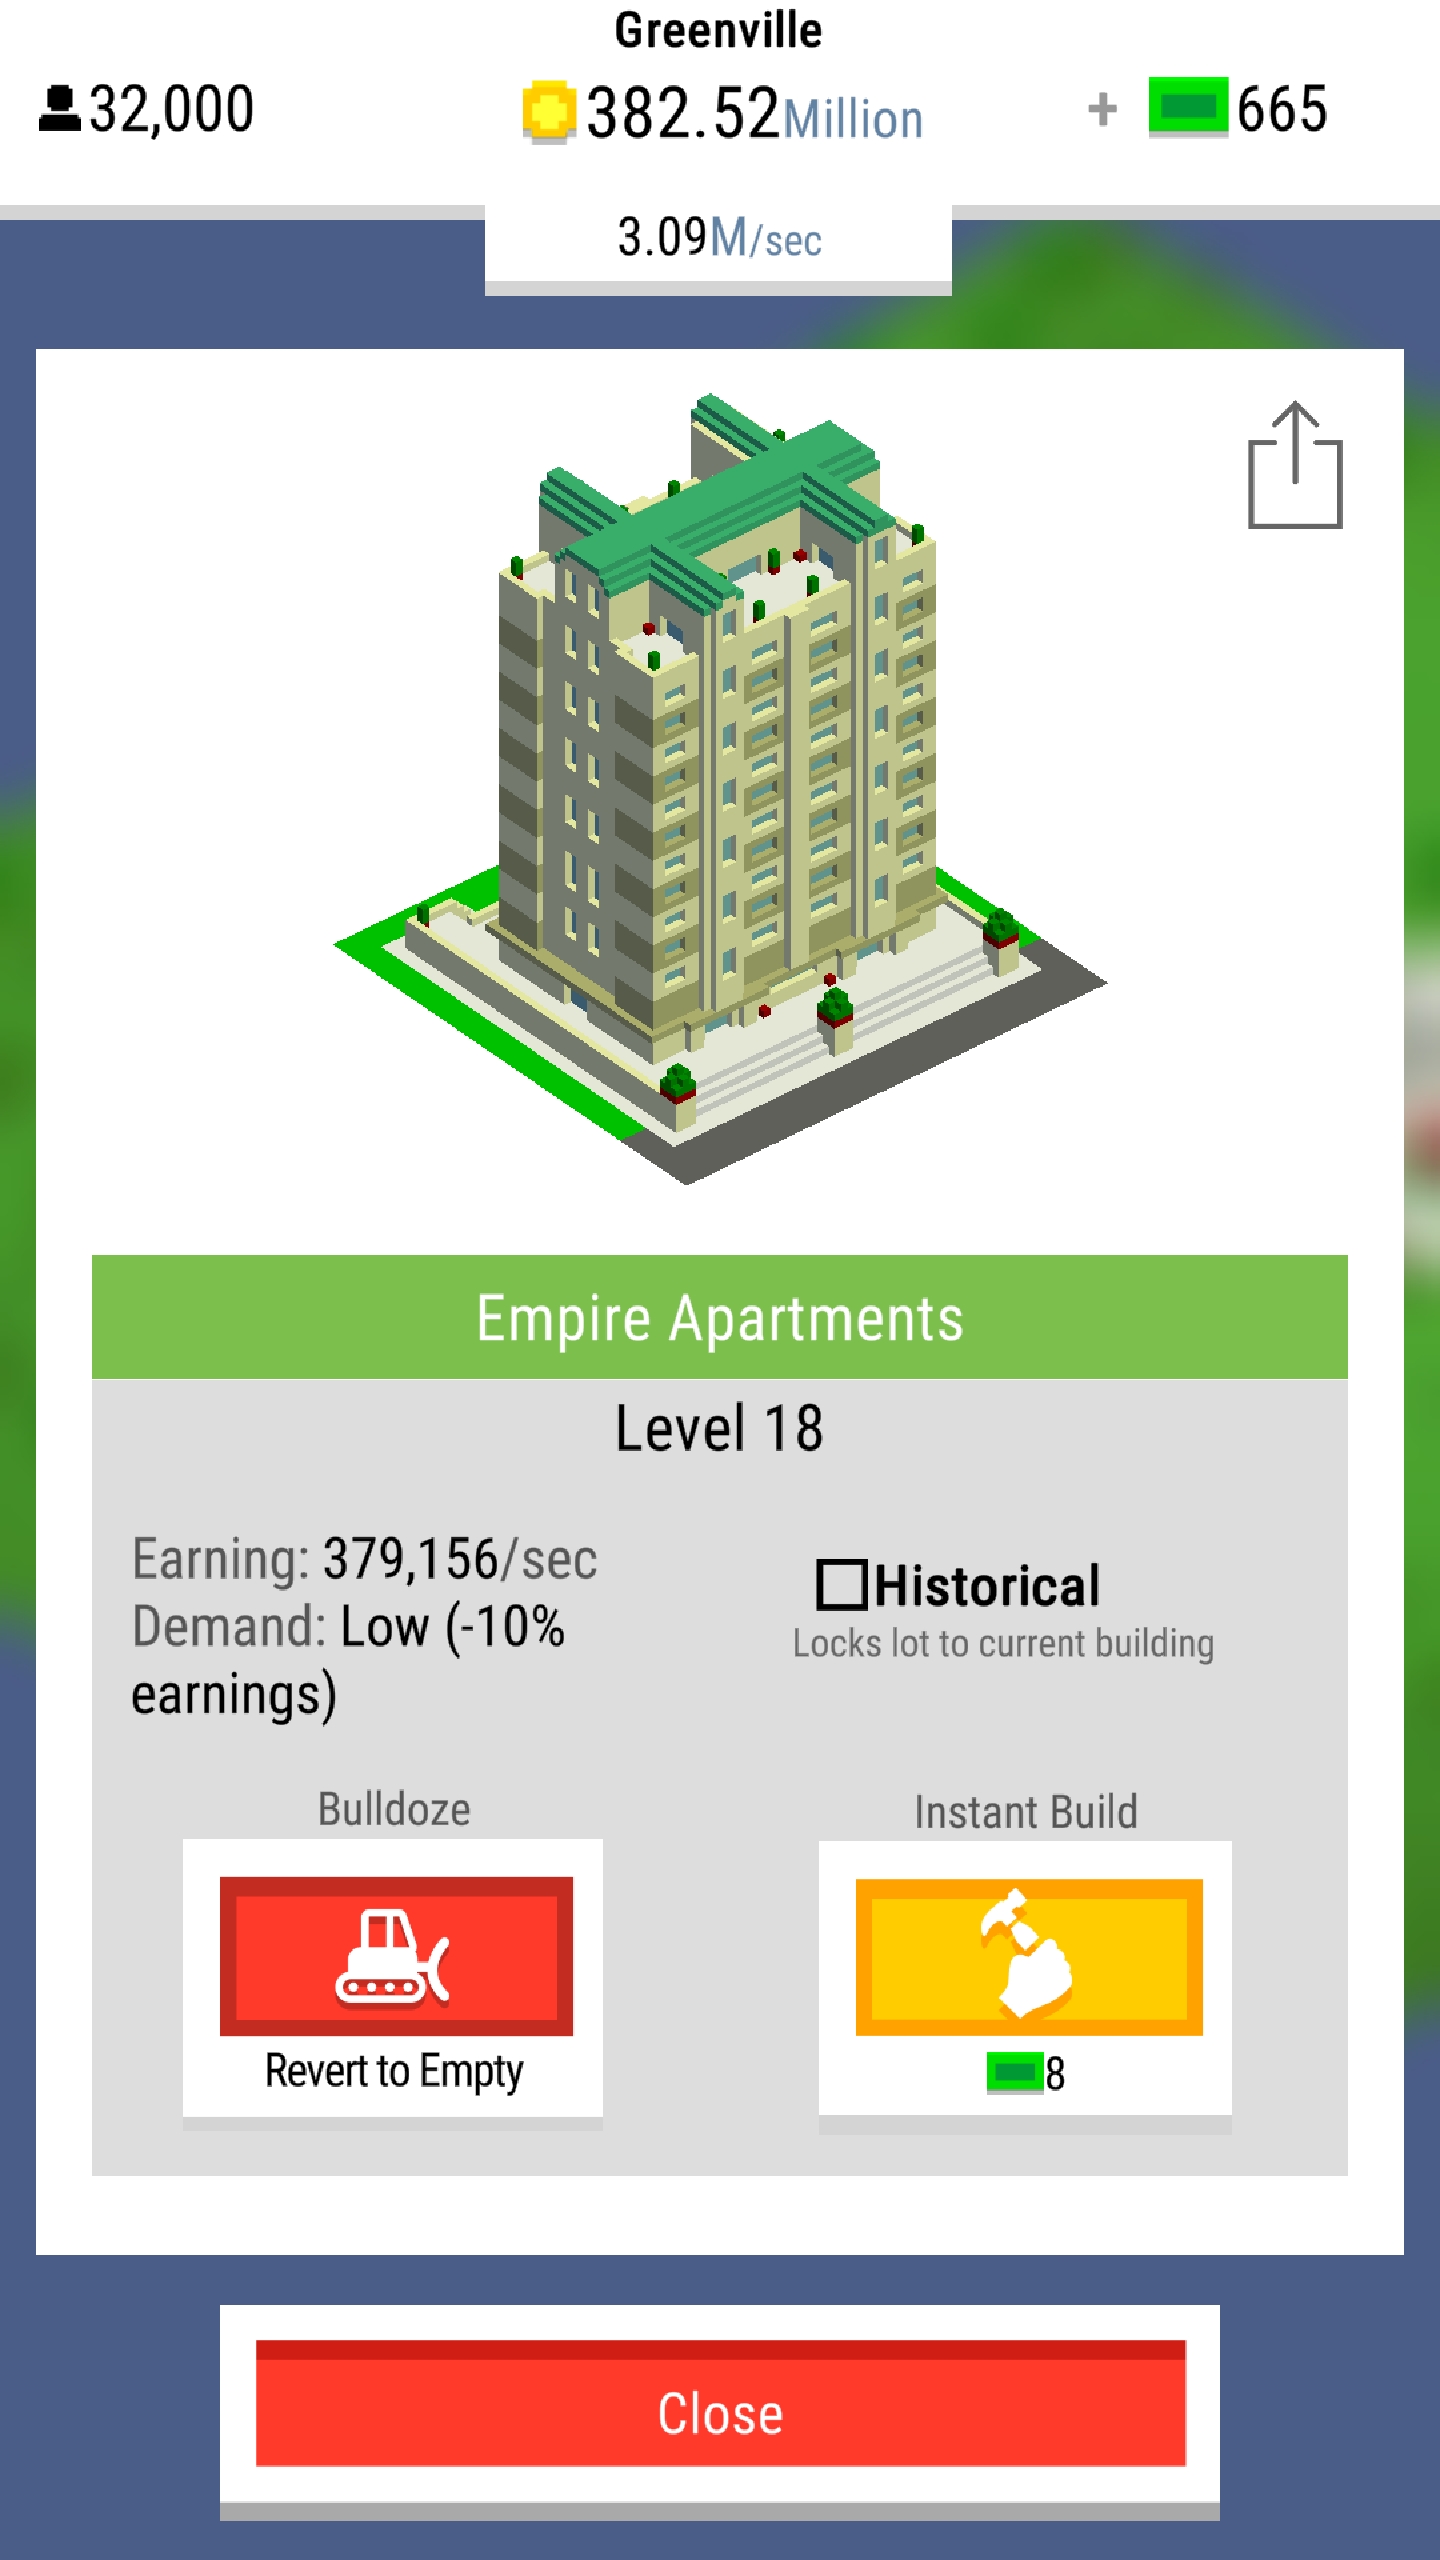 Greenville
32,000
382.52Million
+ 665
3.09M/sec
Empire Apartments
Level 18
Earning: 379,156/sec
Demand: Low (-10%
earnings)
Historical
Locks lot to current building
Bulldoze
Revert to Empty
Instant Build
8
Close